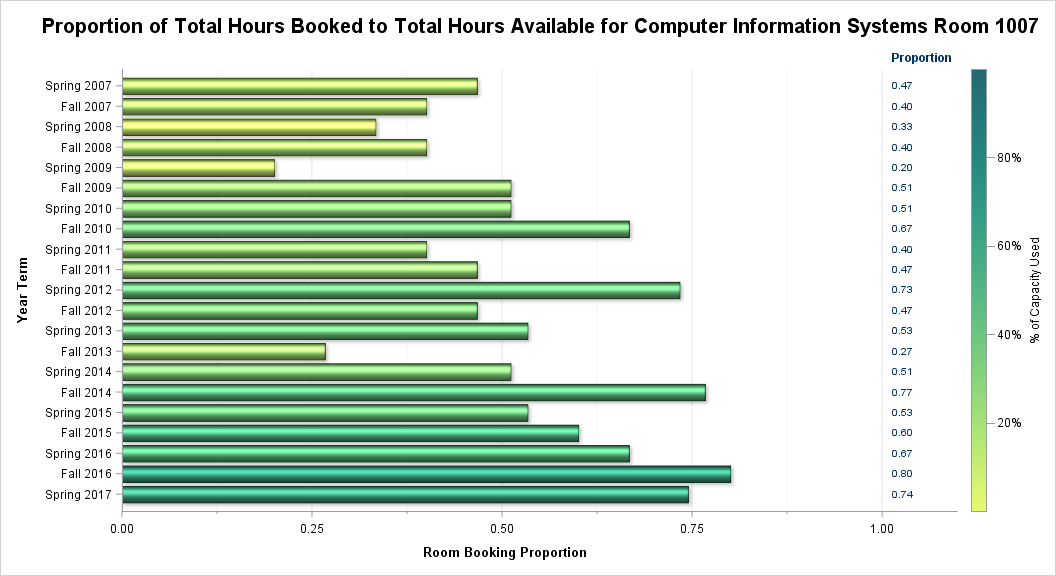 Proportion of Total Hours Booked to Total Hours Available for Computer Information Systems Room 1007
Proportion
Spring 2007 0.47
Fall 2007 0.40
Spring 2008 0.33
Fall 2008 0.40
Spring 2009 0.20
Fall 2009 0.51
Spring 2010 0.51
Fall 2010 0.67
Spring 2011 0.40
Fall 2011 0.47
Spring 2012 0.73
Fall 2012 0.47
Spring 2013 0.53
Fall 2013 0.27
Spring 2014 0.51
Fall 2014 0.77
Spring 2015 0.53
Fall 2015 0.60
Spring 2016 0.67
Fall 2016 0.80
Spring 2017 0.74
Year Term
0.00 0.25 0.50 0.75 1.00
Room Booking Proportion
80%
60%
40%
20%
% of Capacity Used